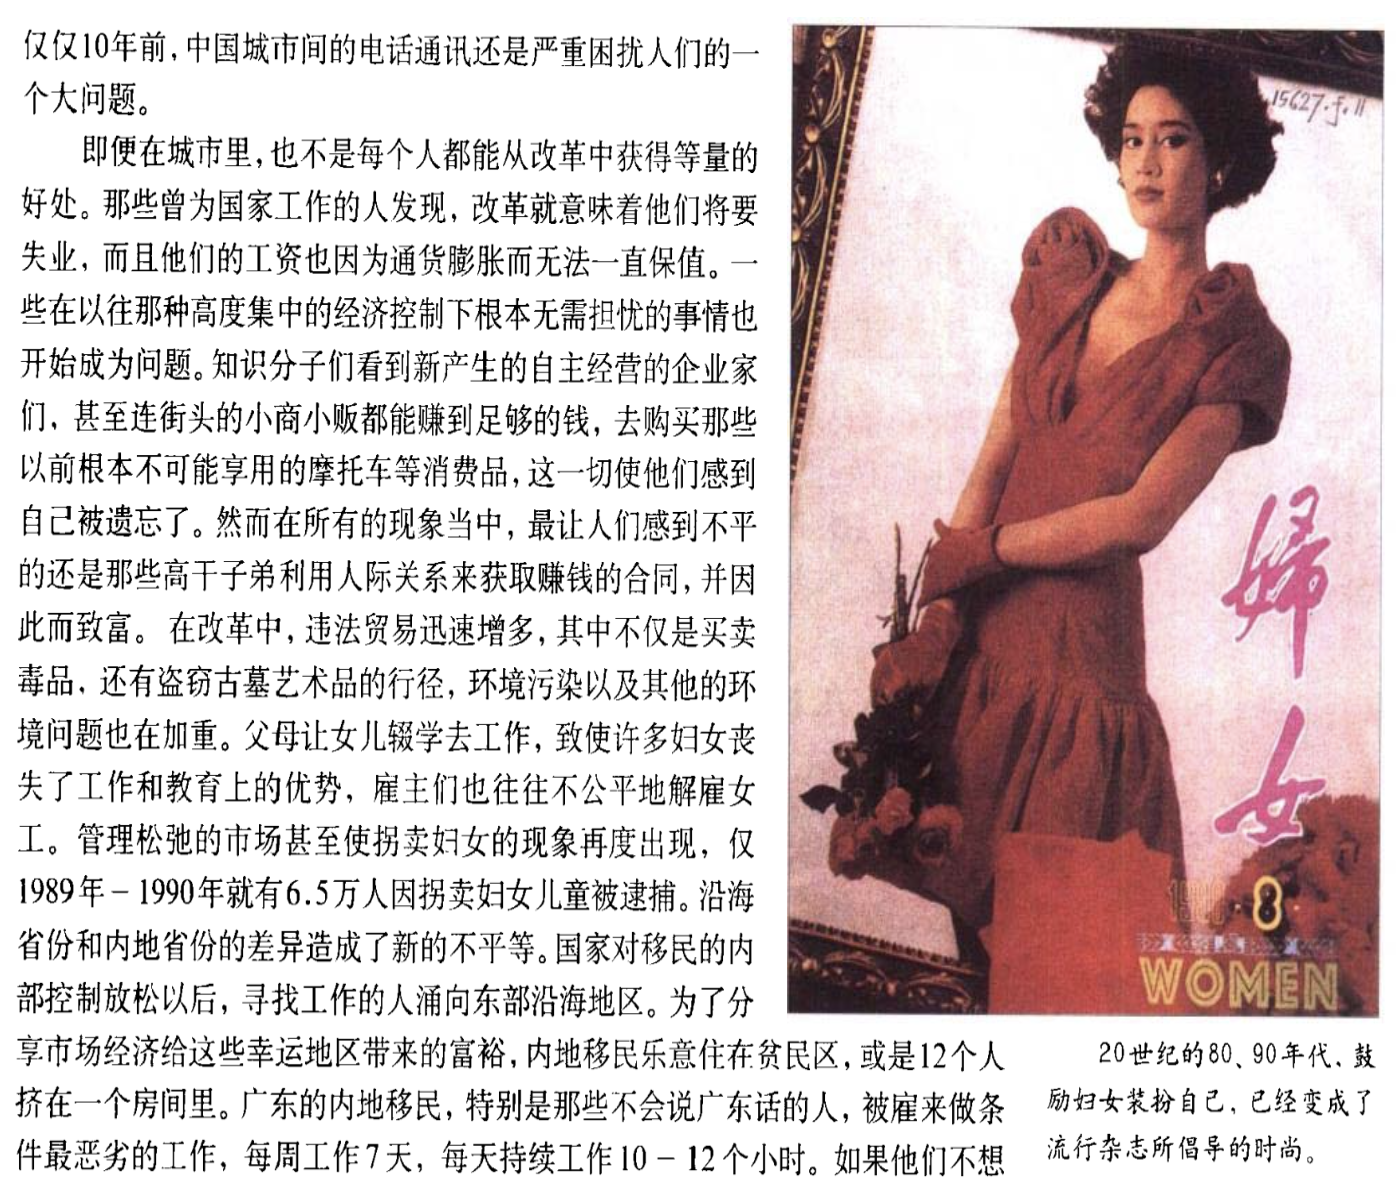 仅仅10年前，中国城市间的电话通讯还是严重困扰人们的一
个大问题。
即便在城市里，也不是每个人都能从改革中获得等量的
好处。那些曾为国家工作的人发现，改革就意味着他们将要
失业，而且他们的工资也因为通货膨胀而无法一直保值。一
些在以往那种高度集中的经济控制下根本无需担忧的事情也
开始成为问题。知识分子们看到新产生的自主经营的企业家
们，甚至连街头的小商小贩都能赚到足够的钱，去购买那些
以前根本不可能享用的摩托车等消费品，这一切使他们感到
自己被遗忘了。然而在所有的现象当中，最让人们感到不平
的还是那些高干子弟利用人际关系来获取赚钱的合同，并因
此而致富。在改革中，违法贸易迅速增多，其中不仅是买卖
毒品，还有盗窃古墓艺术品的行径，环境污染以及其他的环
境问题也在加重。父母让女儿辍学去工作，致使许多妇女丧
失了工作和教育上的优势，雇主们也往往不公平地解雇女
工。管理松弛的市场甚至使拐卖妇女的现象再度出现，仅
1989年－1990年就有6.5万人因拐卖妇女儿童被逮捕。沿海
省份和内地省份的差异造成了新的不平等。国家对移民的内
部控制放松以后，寻找工作的人涌向东部沿海地区。为了分
享市场经济给这些幸运地区带来的富裕，内地移民乐意住在贫民区，或是12个人
挤在一个房间里。广东的内地移民，特别是那些不会说广东话的人，被雇来做条
件最恶劣的工作，每周工作7天，每天持续工作10－12个小时。如果他们不想
15627.f.11
婦
女
8
WOMEN
20世纪的80、90年代，鼓
励妇女装扮自己，已经变成了
流行杂志所倡导的时尚。